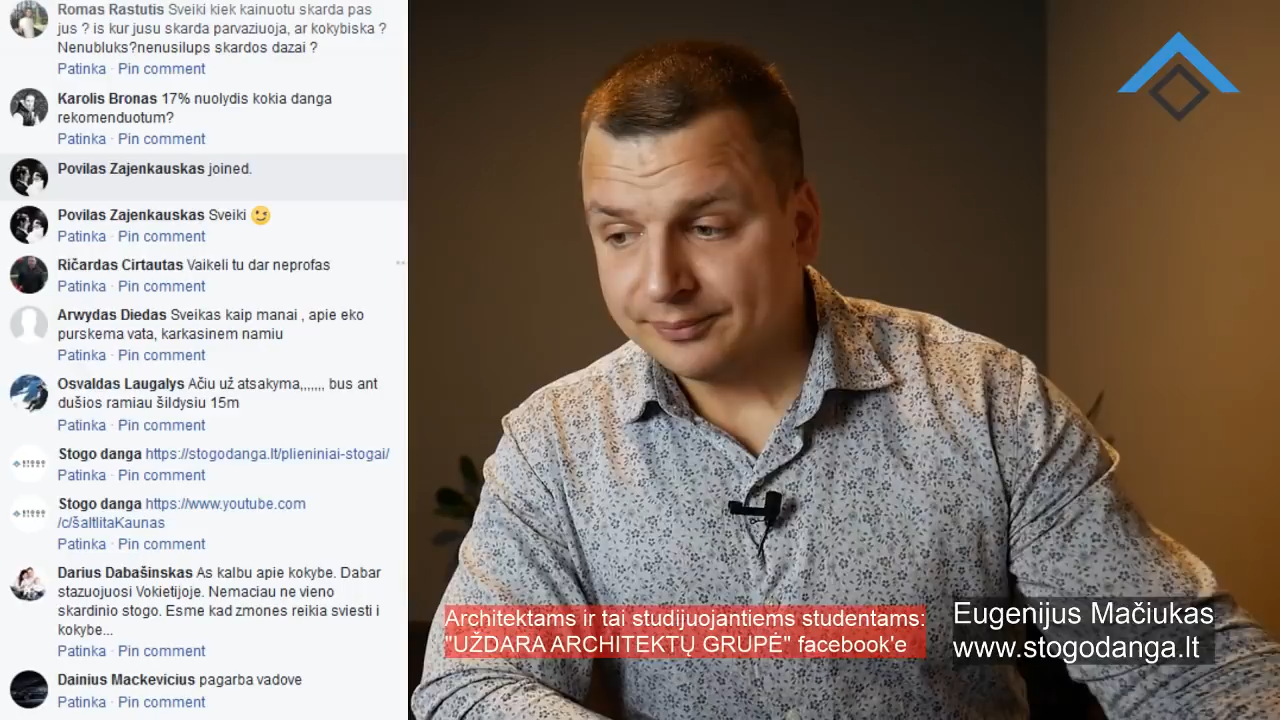 Romas Rastutis Sveiki kiek kainuotu skarda pas
jus ? is kur jusu skarda parvaziuoja, ar kokybiska ?
Nenubluks?nenusilups skardos dazai ?
Patinka · Pin comment
Karolis Bronas 17% nuolydis kokia danga
rekomenduotum?
Patinka · Pin comment
Povilas Zajenkauskas joined.
Povilas Zajenkauskas Sveiki 😉
Patinka · Pin comment
Ričardas Cirtautas Vaikeli tu dar neprofas
Patinka · Pin comment
Arwydas Diedas Sveikas kaip manai , apie eko
purskema vata, karkasinem namiu
Patinka · Pin comment
Osvaldas Laugalys Ačiu už atsakyma,,,,,,, bus ant
dušios ramiau šildysiu 15m
Patinka · Pin comment
Stogo danga https://stogodanga.lt/plieniniai-stogai/
Patinka · Pin comment
Stogo danga https://www.youtube.com
/c/šaltlitaKaunas
Patinka · Pin comment
Darius Dabašinskas As kalbu apie kokybe. Dabar
stazuojuosi Vokietijoje. Nemaciau ne vieno
skardinio stogo. Esme kad zmones reikia sviesti i
kokybe...
Patinka · Pin comment
Dainius Mackevicius pagarba vadove
Patinka · Pin comment
Architektams ir tai studijuojantiems studentams:
"UŽDARA ARCHITEKTŲ GRUPĖ" facebook'e
Eugenijus Mačiukas
www.stogodanga.lt